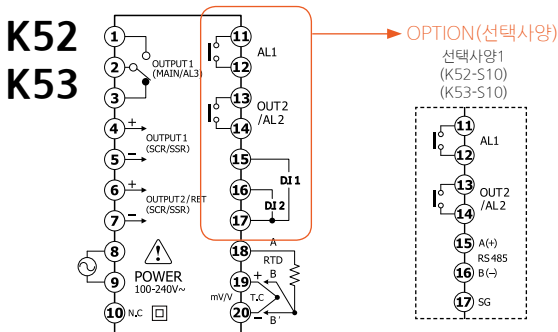 K52
K53
1
2
3
OUTPUT1
(MAIN/AL3)
4
+
5
−
OUTPUT1
(SCR/SSR)
6
+
7
−
OUTPUT2/RET
(SCR/SSR)
8
9
POWER
100-240V~
10
N.C
11
12
AL1
13
14
OUT2
/AL2
15
16
17
D.I 1
D.I 2
18
A
RTD
19
+
B
mV/V
T.C
20
−
B'
OPTION(선택사양)
선택사양1
(K52-S10)
(K53-S10)
11
12
AL1
13
14
OUT2
/AL2
15
A(+)
RS485
16
B(−)
17
SG